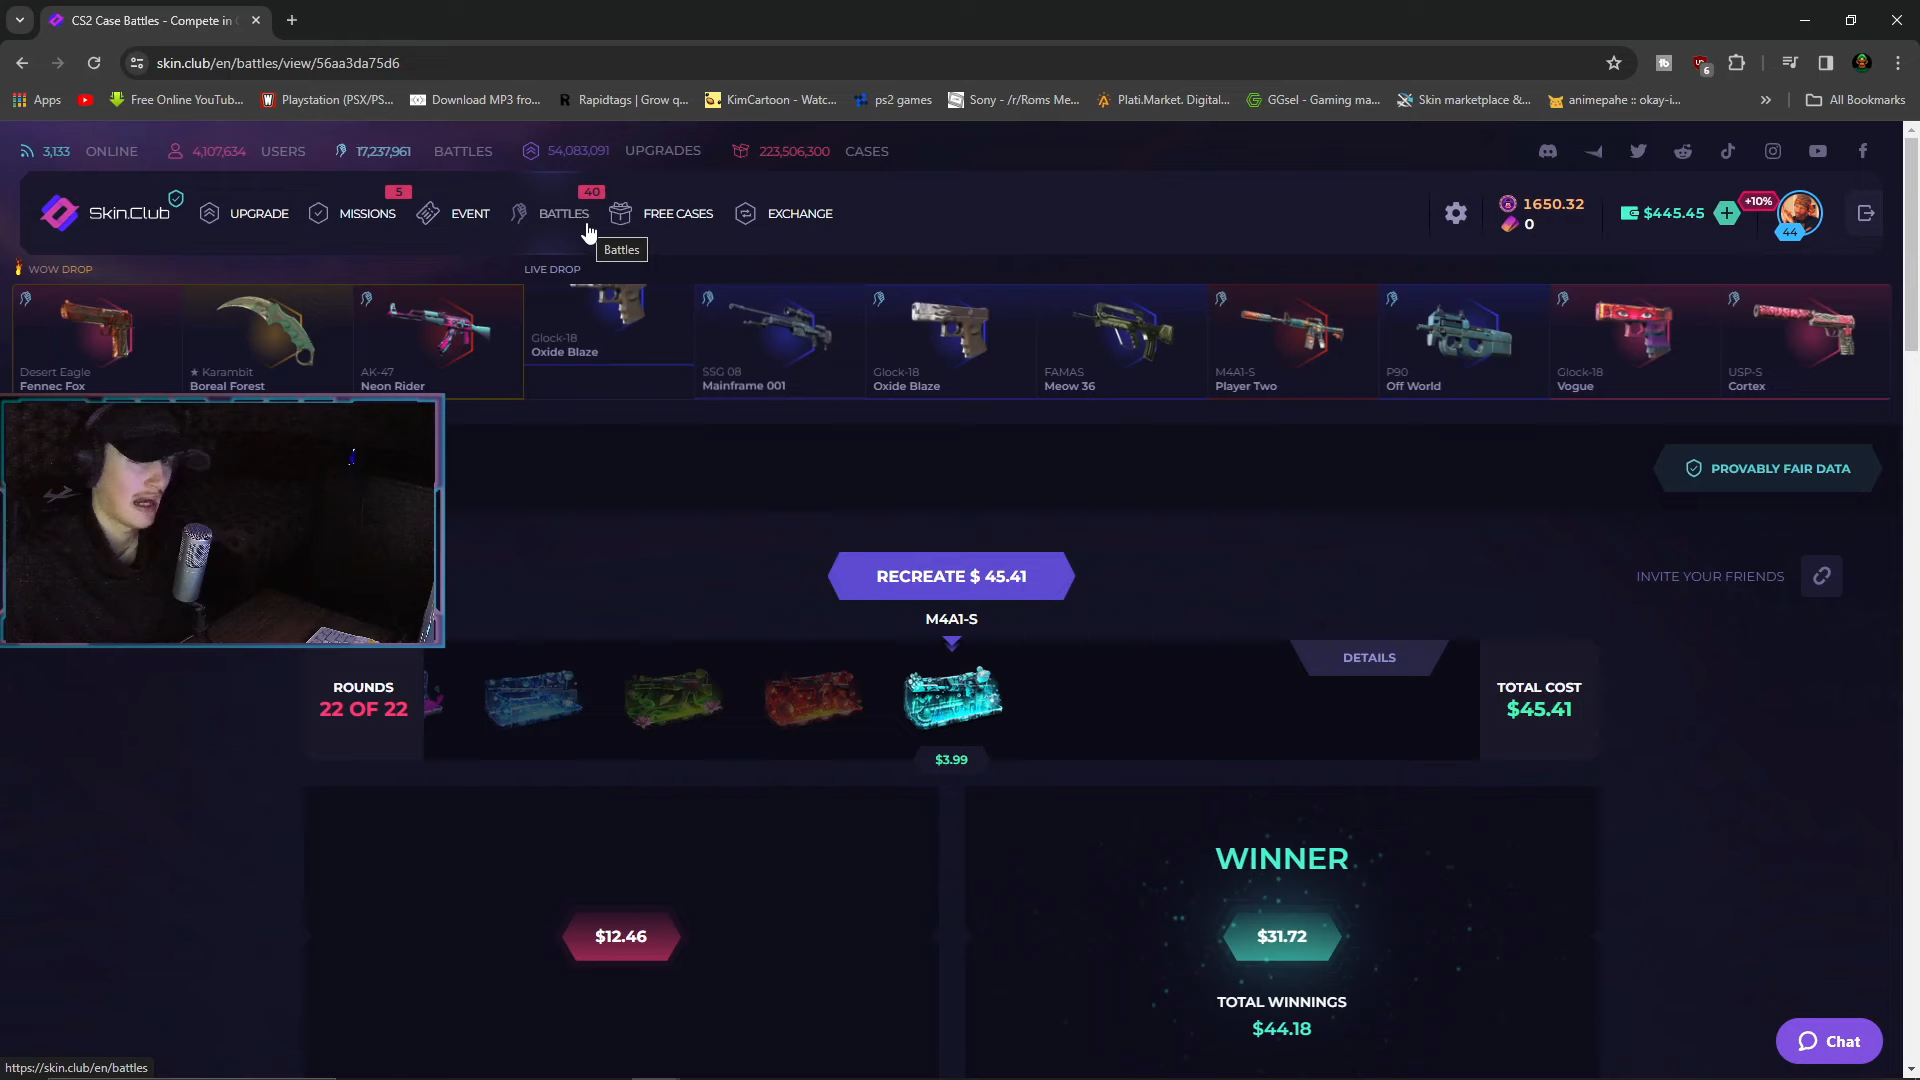 CS2 Case Battles - Compete in
skin.club/en/battles/view/56aa3da75d6
6
Apps
Free Online YouTub...
Playstation (PSX/PS...
Download MP3 fro...
Rapidtags | Grow q...
KimCartoon - Watc...
ps2 games
Sony - /r/Roms Me...
Plati.Market. Digital...
GGsel - Gaming ma...
Skin marketplace &...
animepahe :: okay-i...
All Bookmarks
3,133 ONLINE
4,107,634 USERS
17,237,961 BATTLES
54,083,091 UPGRADES
223,506,300 CASES
Skin.Club
UPGRADE
5
MISSIONS
EVENT
40
BATTLES
FREE CASES
EXCHANGE
1650.32
0
$445.45
+10%
44
Battles
WOW DROP
LIVE DROP
Desert Eagle
Fennec Fox
★ Karambit
Boreal Forest
AK-47
Neon Rider
Glock-18
Oxide Blaze
SSG 08
Mainframe 001
Glock-18
Oxide Blaze
FAMAS
Meow 36
M4A1-S
Player Two
P90
Off World
Glock-18
Vogue
USP-S
Cortex
PROVABLY FAIR DATA
RECREATE $ 45.41
INVITE YOUR FRIENDS
M4A1-S
DETAILS
ROUNDS
22 OF 22
TOTAL COST
$45.41
$3.99
WINNER
$12.46
$31.72
TOTAL WINNINGS
$44.18
Chat
https://skin.club/en/battles